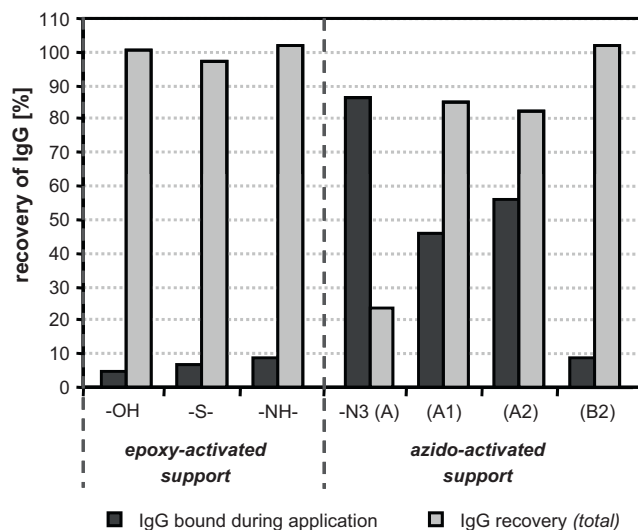 recovery of IgG [%]
110
100
90
80
70
60
50
40
30
20
10
0
-OH -S- -NH- -N3 (A) (A1) (A2) (B2)
epoxy-activated support
azido-activated support
IgG bound during application IgG recovery (total)